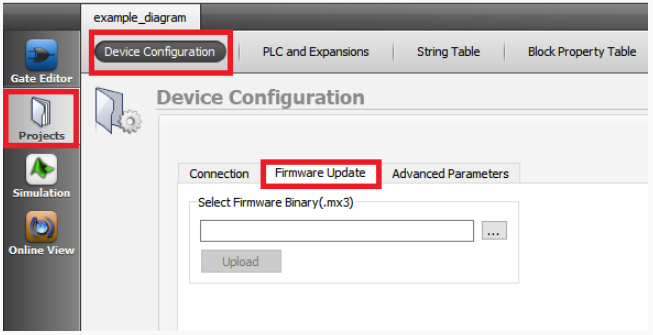 example_diagram
Device Configuration
PLC and Expansions
String Table
Block Property Table
Gate Editor
Projects
Simulation
Online View
Device Configuration
Connection
Firmware Update
Advanced Parameters
Select Firmware Binary(.mx3)
...
Upload